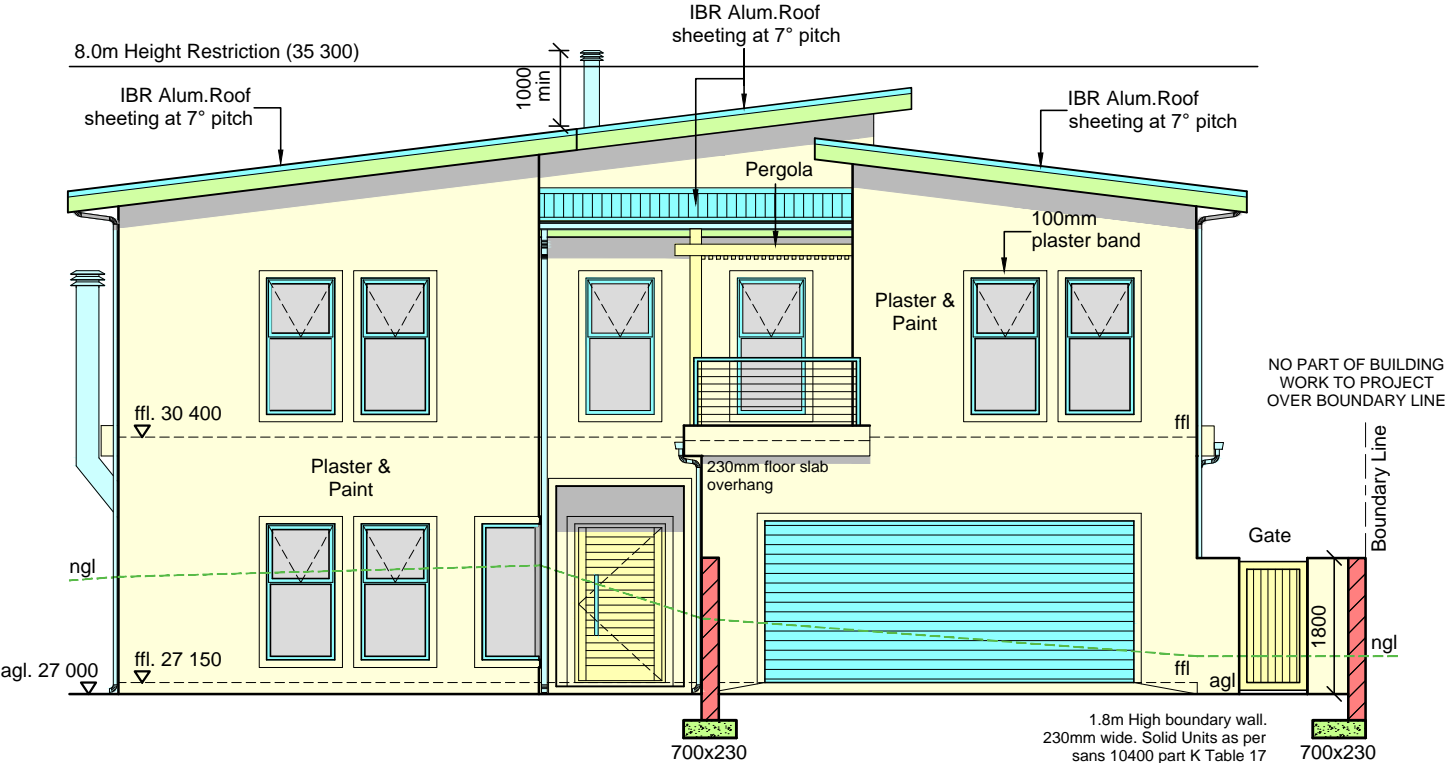 IBR Alum.Roof
sheeting at 7° pitch
8.0m Height Restriction (35 300)
1000
min
IBR Alum.Roof
sheeting at 7° pitch
IBR Alum.Roof
sheeting at 7° pitch
Pergola
100mm
plaster band
Plaster &
Paint
NO PART OF BUILDING
WORK TO PROJECT
OVER BOUNDARY LINE
ffl. 30 400
ffl
Boundary Line
Plaster &
Paint
230mm floor slab
overhang
Gate
ngl
1800
ngl
ffl. 27 150
agl. 27 000
ffl
agl
1.8m High boundary wall.
230mm wide. Solid Units as per
sans 10400 part K Table 17
700x230
700x230